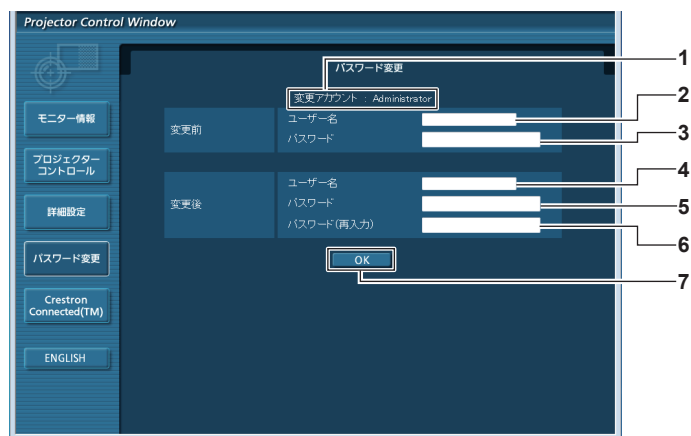 Projector Control Window
パスワード変更
1
変更アカウント : Administrator
2
モニター情報
変更前
ユーザー名
パスワード
3
プロジェクター
コントロール
4
詳細設定
変更後
ユーザー名
パスワード
5
パスワード(再入力)
6
パスワード変更
OK
7
Crestron
Connected(TM)
ENGLISH